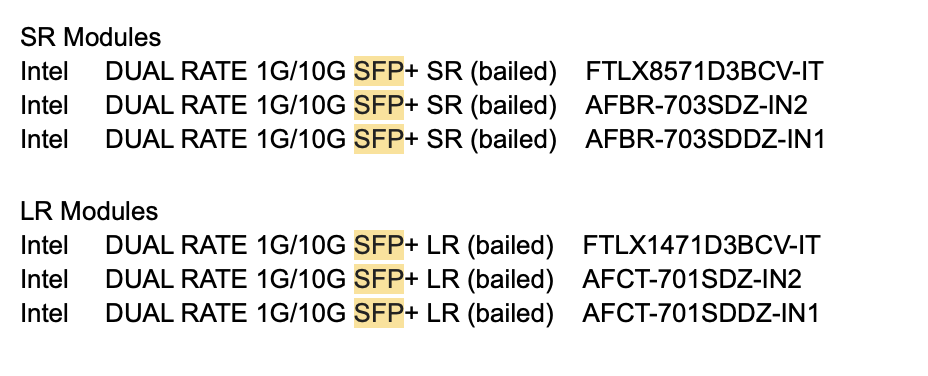 SR Modules
Intel DUAL RATE 1G/10G SFP+ SR (bailed) FTLX8571D3BCV-IT
Intel DUAL RATE 1G/10G SFP+ SR (bailed) AFBR-703SDZ-IN2
Intel DUAL RATE 1G/10G SFP+ SR (bailed) AFBR-703SDDZ-IN1
LR Modules
Intel DUAL RATE 1G/10G SFP+ LR (bailed) FTLX1471D3BCV-IT
Intel DUAL RATE 1G/10G SFP+ LR (bailed) AFCT-701SDZ-IN2
Intel DUAL RATE 1G/10G SFP+ LR (bailed) AFCT-701SDDZ-IN1